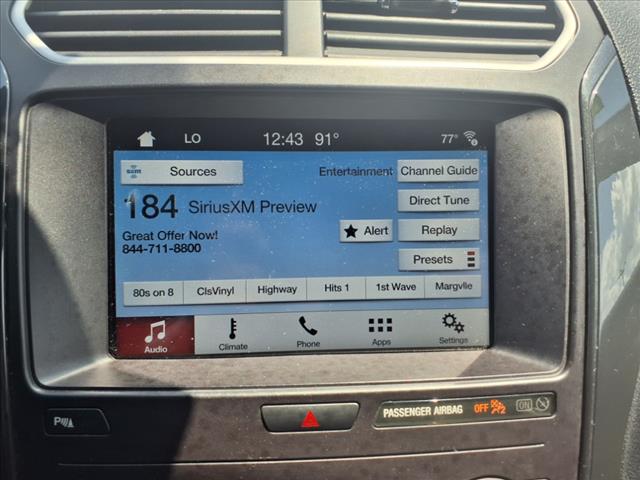 LO 12:43 91° 77°
sxm Sources Entertainment Channel Guide
184 SiriusXM Preview Direct Tune
Great Offer Now! Alert Replay
844-711-8800
Presets
80s on 8 ClsVinyl Highway Hits 1 1st Wave Margvlle
Audio Climate Phone Apps Settings
P PASSENGER AIRBAG OFF ON